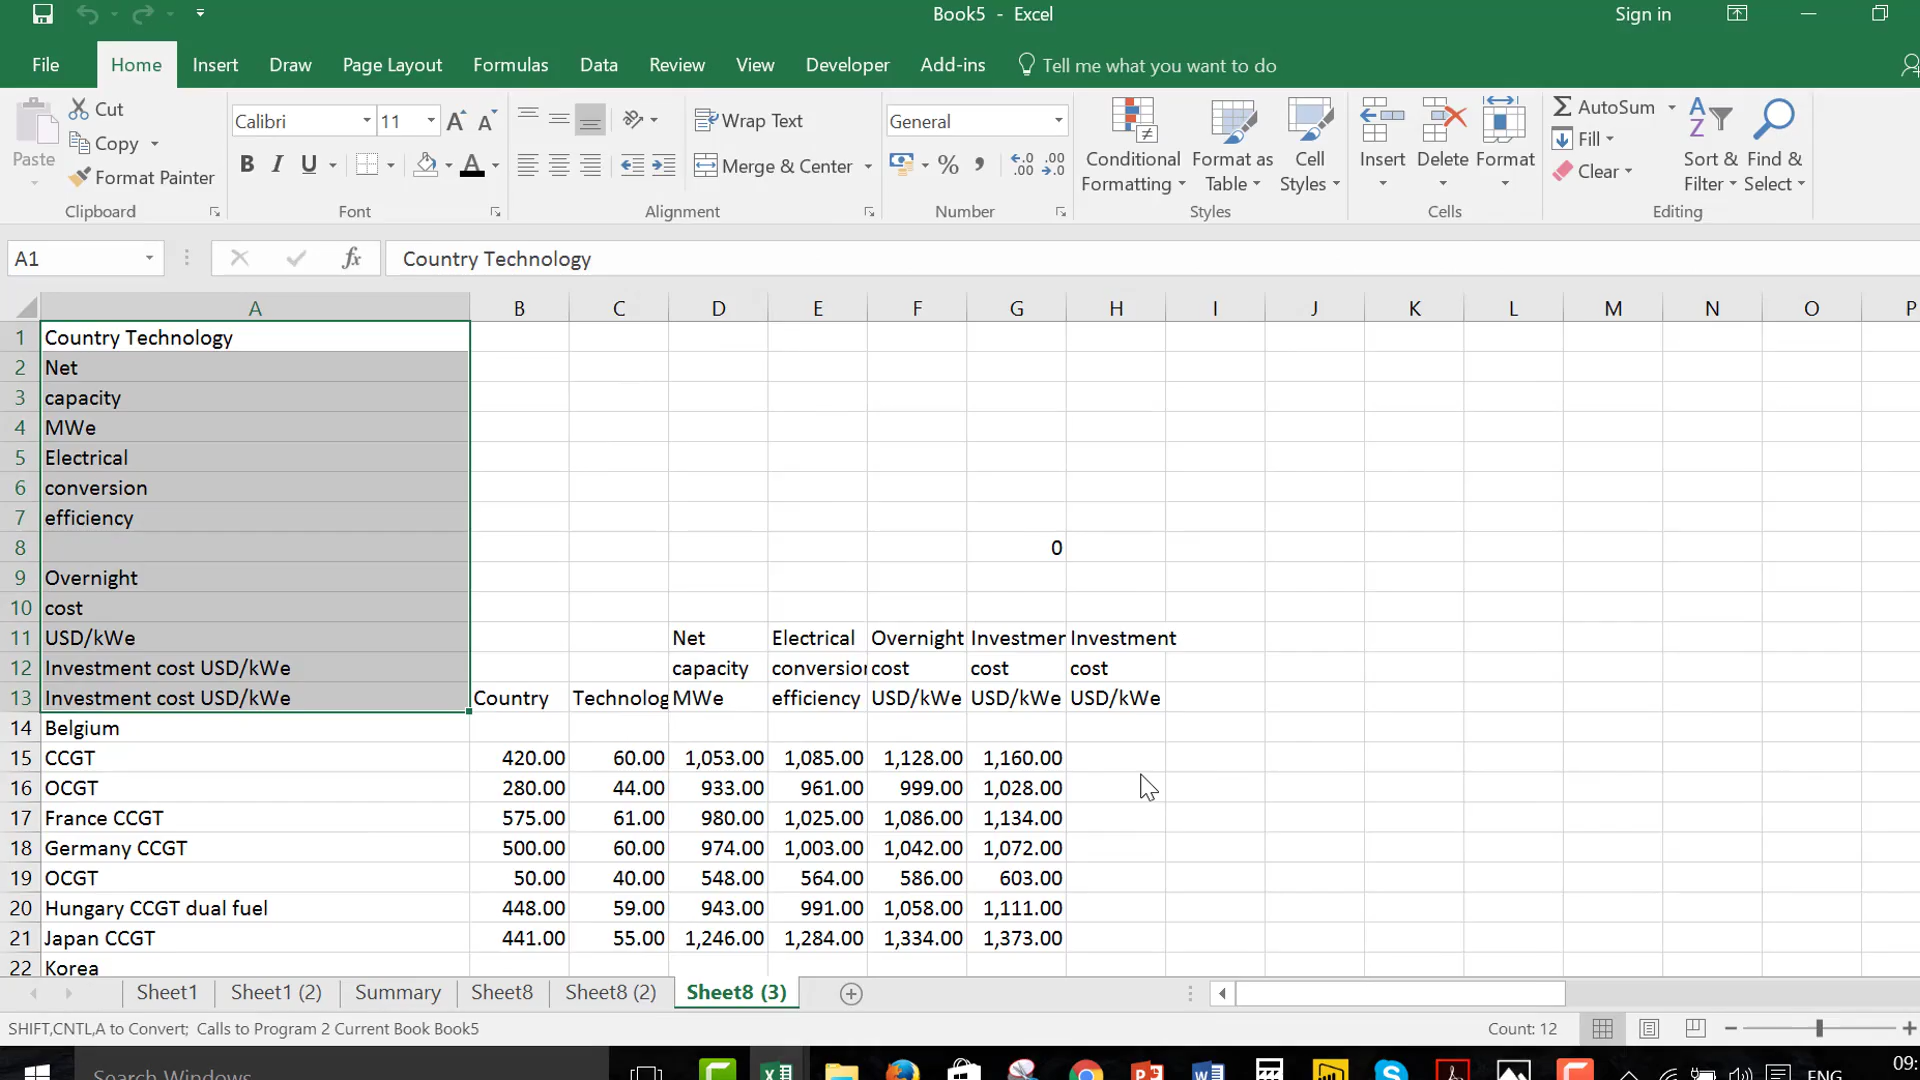 Book5 - Excel
Sign in
File Home Insert Draw Page Layout Formulas Data Review View Developer Add-ins Tell me what you want to do
Cut
Copy
Format Painter
Paste
Clipboard
Calibri 11
B I U A
Font
Wrap Text
Merge & Center
Alignment
General
% ,
Number
Conditional Formatting
Format as Table
Cell Styles
Styles
Insert Delete Format
Cells
AutoSum
Fill
Clear
Sort & Filter
Find & Select
Editing
A1 fx Country Technology
A B C D E F G H I J K L M N O P
1 Country Technology
2 Net
3 capacity
4 MWe
5 Electrical
6 conversion
7 efficiency
8 0
9 Overnight
10 cost
11 USD/kWe Net Electrical Overnight Investmen Investment
12 Investment cost USD/kWe capacity conversion cost cost cost
13 Investment cost USD/kWe Country Technolog MWe efficiency USD/kWe USD/kWe USD/kWe
14 Belgium
15 CCGT 420.00 60.00 1,053.00 1,085.00 1,128.00 1,160.00
16 OCGT 280.00 44.00 933.00 961.00 999.00 1,028.00
17 France CCGT 575.00 61.00 980.00 1,025.00 1,086.00 1,134.00
18 Germany CCGT 500.00 60.00 974.00 1,003.00 1,042.00 1,072.00
19 OCGT 50.00 40.00 548.00 564.00 586.00 603.00
20 Hungary CCGT dual fuel 448.00 59.00 943.00 991.00 1,058.00 1,111.00
21 Japan CCGT 441.00 55.00 1,246.00 1,284.00 1,334.00 1,373.00
22 Korea
Sheet1 Sheet1 (2) Summary Sheet8 Sheet8 (2) Sheet8 (3)
SHIFT,CNTL,A to Convert; Calls to Program 2 Current Book Book5 Count: 12
Search Windows ENG 09: